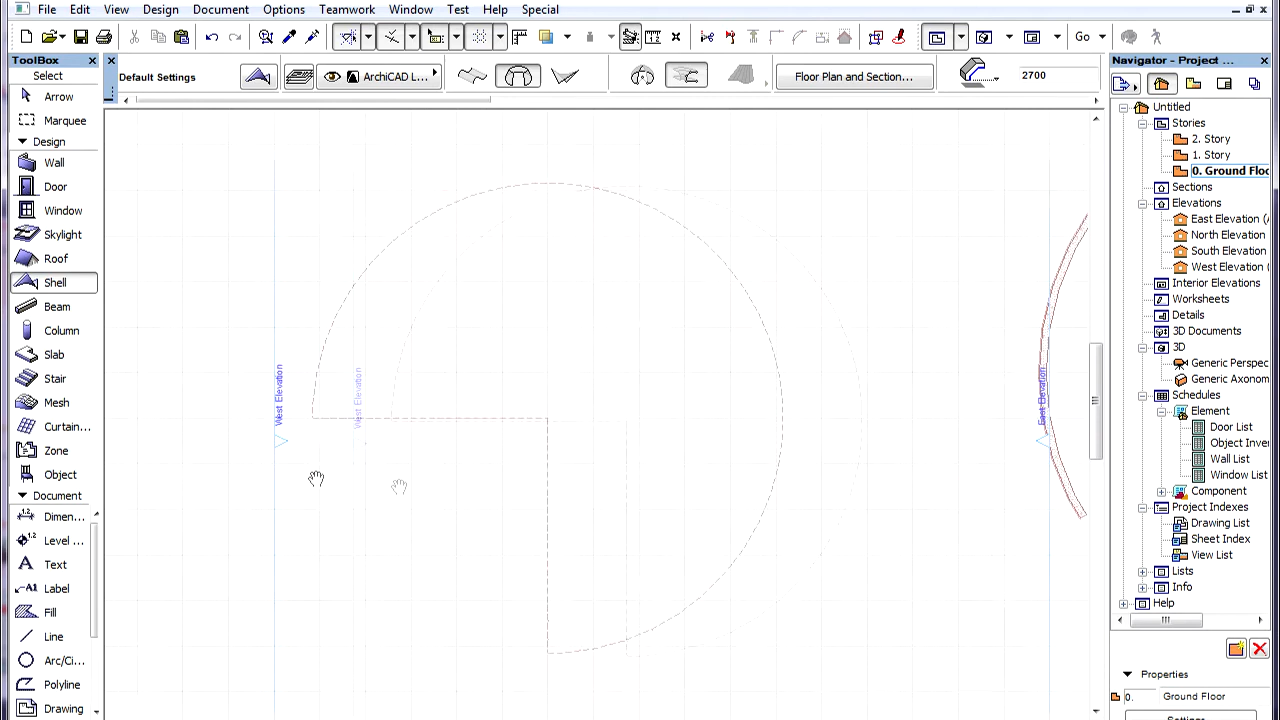 File Edit View Design Document Options Teamwork Window Test Help Special
Go
ToolBox
Select
Arrow
Marquee
Design
Wall
Door
Window
Skylight
Roof
Shell
Beam
Column
Slab
Stair
Mesh
Curtain...
Zone
Object
Document
Dimen...
Level ...
Text
Label
Fill
Line
Arc/Ci...
Polyline
Drawing
Default Settings
ArchiCAD L...
Floor Plan and Section...
2700
West Elevation
West Elevation
East Elevation
Navigator - Project ...
Untitled
Stories
2. Story
1. Story
0. Ground Floo
Sections
Elevations
East Elevation (
North Elevation
South Elevation
West Elevation (
Interior Elevations
Worksheets
Details
3D Documents
3D
Generic Perspec
Generic Axonom
Schedules
Element
Door List
Object Inve
Wall List
Window List
Component
Project Indexes
Drawing List
Sheet Index
View List
Lists
Info
Help
Properties
0. Ground Floor
Settings...